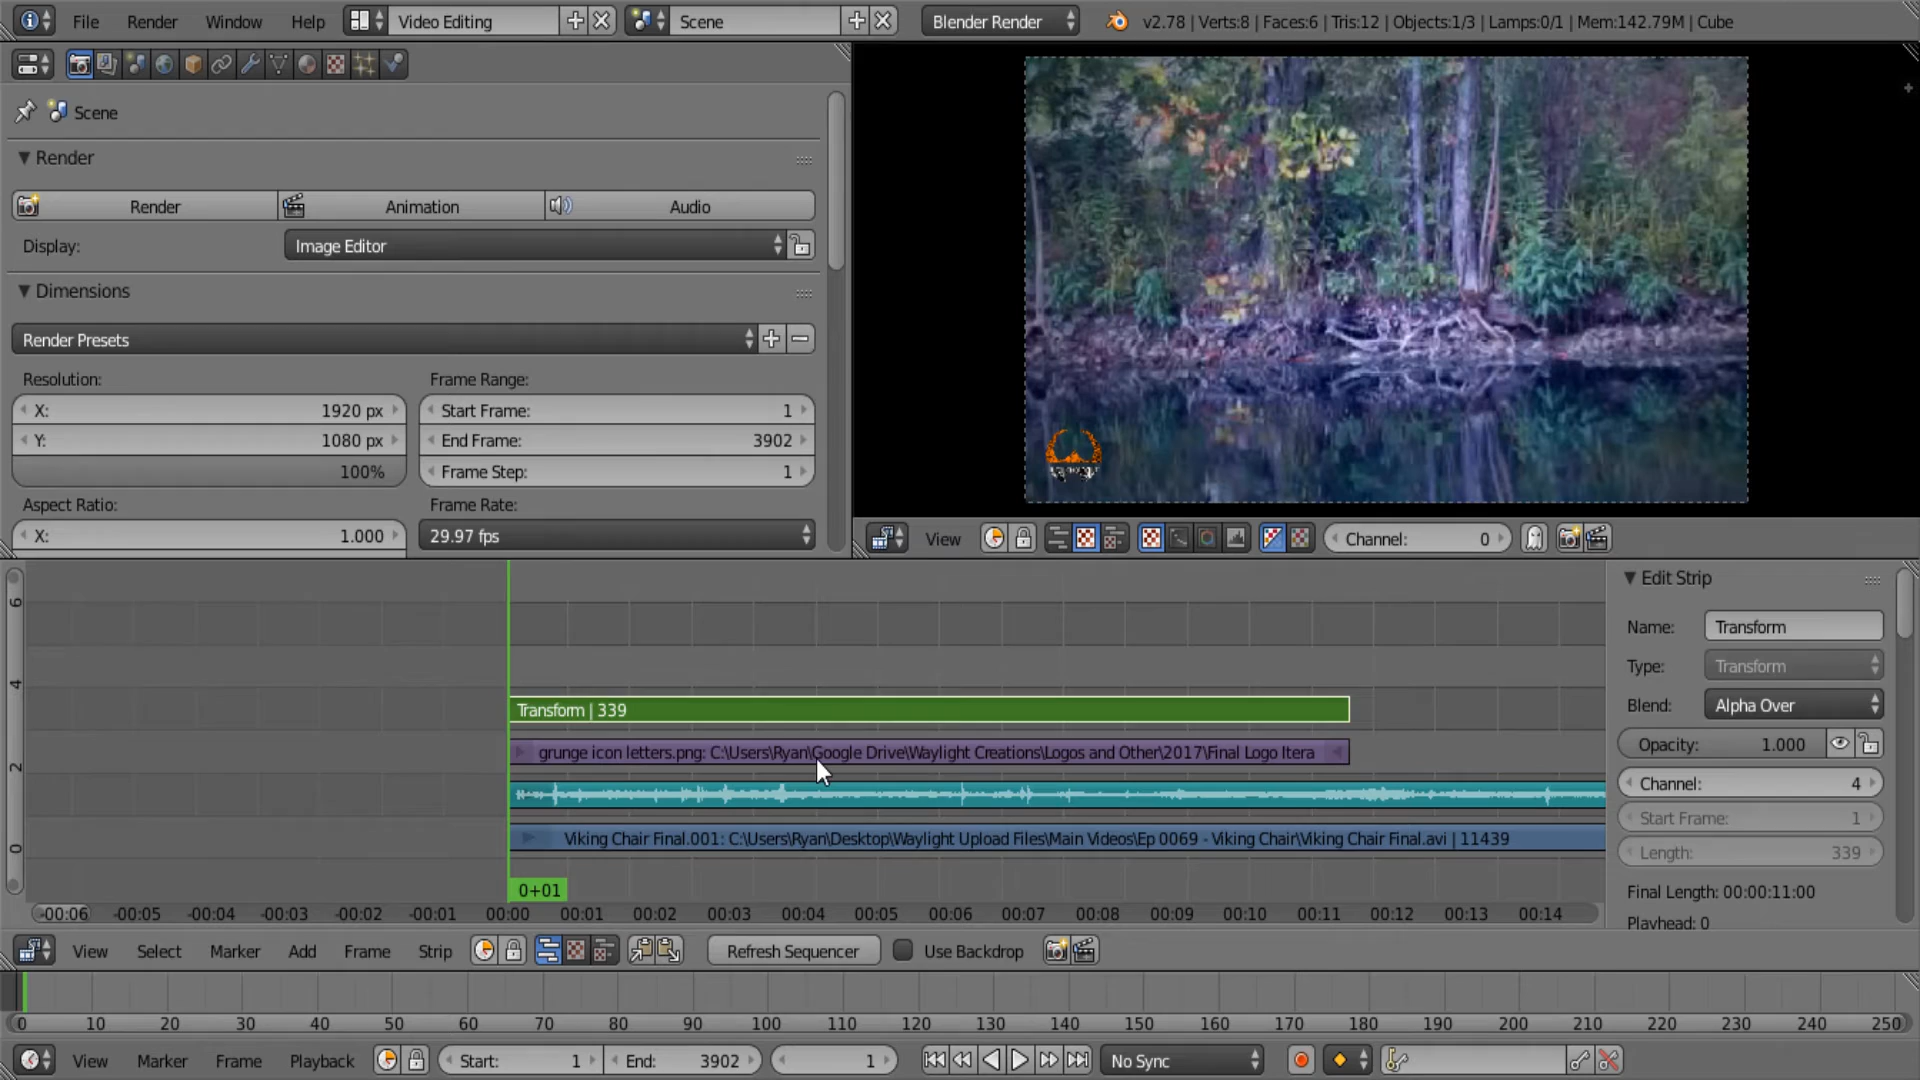 File Render Window Help Video Editing Scene Blender Render v2.78 | Verts:8 | Faces:6 | Tris:12 | Objects:1/3 | Lamps:0/1 | Mem:142.79M | Cube
Scene
Render
Render Animation Audio
Display: Image Editor
Dimensions
Render Presets
Resolution: Frame Range:
X: 1920 px Start Frame: 1
Y: 1080 px End Frame: 3902
100% Frame Step: 1
Aspect Ratio: Frame Rate:
X: 1.000 29.97 fps
View Channel: 0
6
4
2
0
Transform | 339
grunge icon letters.png: C:\Users\Ryan\Google Drive\Waylight Creations\Logos and Other\2017\Final Logo Itera
Viking Chair Final.001: C:\Users\Ryan\Desktop\Waylight Upload Files\Main Videos\Ep 0069 - Viking Chair\Viking Chair Final.avi | 11439
0+01
-00:06 -00:05 -00:04 -00:03 -00:02 -00:01 00:00 00:01 00:02 00:03 00:04 00:05 00:06 00:07 00:08 00:09 00:10 00:11 00:12 00:13 00:14
Edit Strip
Name: Transform
Type: Transform
Blend: Alpha Over
Opacity: 1.000
Channel: 4
Start Frame: 1
Length: 339
Final Length: 00:00:11:00
Playhead: 0
View Select Marker Add Frame Strip Refresh Sequencer Use Backdrop
0 10 20 30 40 50 60 70 80 90 100 110 120 130 140 150 160 170 180 190 200 210 220 230 240 250
View Marker Frame Playback Start: 1 End: 3902 1 No Sync